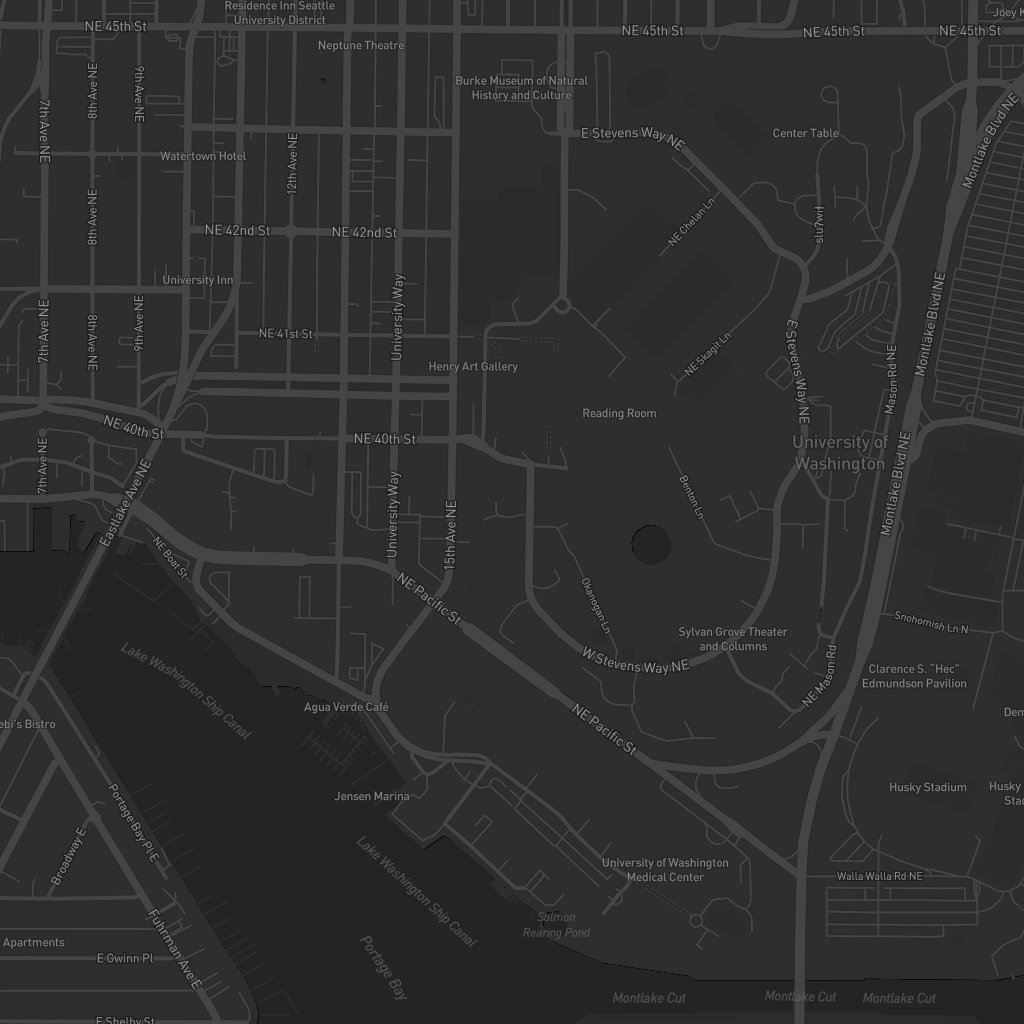 Residence Inn Seattle
University District
Joey K
NE 45th St
NE 45th St
NE 45th St
NE 45th St
Neptune Theatre
Burke Museum of Natural
History and Culture
8th Ave NE
9th Ave NE
7th Ave NE
E Stevens Way NE
Center Table
Montlake Blvd NE
Watertown Hotel
12th Ave NE
8th Ave NE
NE 42nd St
NE 42nd St
NE Chelan Ln
slu?wil
University Inn
University Way
Montlake Blvd NE
7th Ave NE
8th Ave NE
9th Ave NE
NE 41st St
Henry Art Gallery
NE Skagit Ln
E Stevens Way NE
Mason Rd NE
Reading Room
NE 40th St
NE 40th St
University of
Washington
7th Ave NE
Eastlake Ave NE
University Way
15th Ave NE
Benton Ln
Montlake Blvd NE
NE Boat St
NE Pacific St
Okanogan Ln
Snohomish Ln N
Sylvan Grove Theater
and Columns
W Stevens Way NE
NE Mason Rd
Clarence S. "Hec"
Edmundson Pavilion
Lake Washington Ship Canal
Agua Verde Café
NE Pacific St
Dem
ebi's Bistro
Husky Stadium
Husky
Stad
Jensen Marina
Portage Bay Pl E
Broadway E
Lake Washington Ship Canal
University of Washington
Medical Center
Walla Walla Rd NE
Salmon
Rearing Pond
Fuhrman Ave E
Apartments
E Gwinn Pl
Portage Bay
Montlake Cut
Montlake Cut
Montlake Cut
E Shelby St